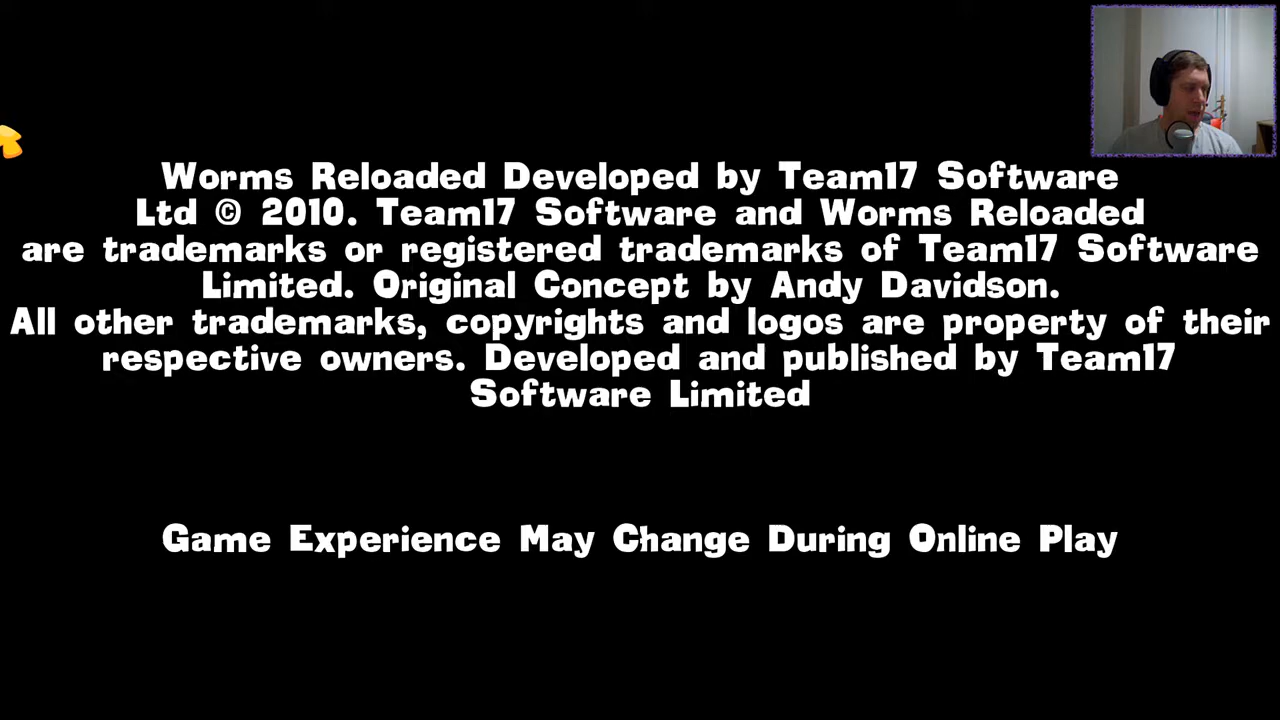 Worms Reloaded Developed by Team17 Software
Ltd © 2010. Team17 Software and Worms Reloaded
are trademarks or registered trademarks of Team17 Software
Limited. Original Concept by Andy Davidson.
All other trademarks, copyrights and logos are property of their
respective owners. Developed and published by Team17
Software Limited
Game Experience May Change During Online Play